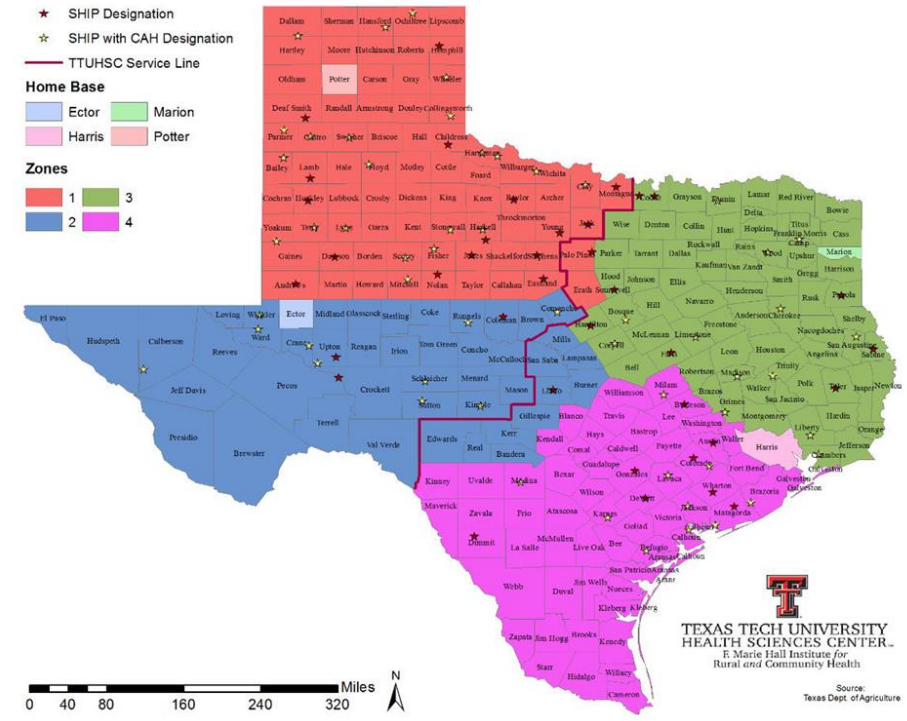 SHIP Designation
SHIP with CAH Designation
TTUHSC Service Line
Home Base
Ector Marion
Harris Potter
Zones
1 3
2 4
Dallam Sherman Hansford Ochiltree Lipscomb
Hartley Moore Hutchinson Roberts Hemphill
Oldham Potter Carson Gray Wheeler
Deaf Smith Randall Armstrong Donley Collingsworth
Parmer Castro Swisher Briscoe Hall Childress
Hardeman
Bailey Lamb Hale Floyd Motley Cottle Foard Wilbarger Wichita
Clay Montague Cooke Grayson Fannin Lamar Red River
Cochran Hockley Lubbock Crosby Dickens King Knox Baylor Archer
Delta Bowie
Yoakum Terry Lynn Garza Kent Stonewall Haskell Throckmorton Young Jack Wise Denton Collin Hunt Hopkins Titus
Franklin Morris Cass
Camp
Gaines Dawson Borden Scurry Fisher Jones Shackelford Stephens Palo Pinto Parker Tarrant Dallas Rockwall Rains Wood Upshur Marion
Kaufman Van Zandt Gregg Harrison
Andrews Martin Howard Mitchell Nolan Taylor Callahan Eastland Erath Hood Somervell Johnson Ellis Smith
Henderson Rusk Panola
El Paso Loving Winkler Ector Midland Glasscock Sterling Coke Runnels Coleman Brown Comanche Hamilton Bosque Hill Navarro
Anderson Cherokee Shelby
Hudspeth Culberson Reeves Ward Crane Upton Reagan Irion Tom Green Concho McCulloch San Saba Mills Lampasas Coryell McLennan Limestone Freestone
Nacogdoches
San Augustine
Sabine
Leon Houston Angelina
Jeff Davis Pecos Crockett Schleicher Menard Mason Llano Burnet Bell Falls Robertson Madison Trinity
Walker Polk Tyler Jasper Newton
Sutton Kimble Gillespie Blanco Williamson Milam Brazos Grimes San Jacinto
Burleson Montgomery Hardin
Presidio Brewster Terrell Val Verde Edwards Kerr Kendall Hays Travis Lee Washington Liberty Orange
Real Bandera Comal Caldwell Bastrop Fayette Austin Waller Harris Jefferson
Chambers
Guadalupe Colorado Fort Bend Galveston
Galveston
Galveston
Kinney Uvalde Medina Bexar Gonzales Lavaca
Wilson Wharton Brazoria
Maverick Zavala Frio Atascosa Karnes DeWitt Victoria Jackson Matagorda
Goliad Calhoun
Dimmit La Salle McMullen Live Oak Bee Refugio Calhoun
Aransas Calhoun
San Patricio Aransas
Webb Duval Jim Wells Nueces
Kleberg Kleberg
Zapata Jim Hogg Brooks Kenedy
Starr Hidalgo Willacy
Cameron
TEXAS TECH UNIVERSITY
HEALTH SCIENCES CENTER™
F. Marie Hall Institute for
Rural and Community Health
Source:
Texas Dept. of Agriculture
Miles
0 40 80 160 240 320
N